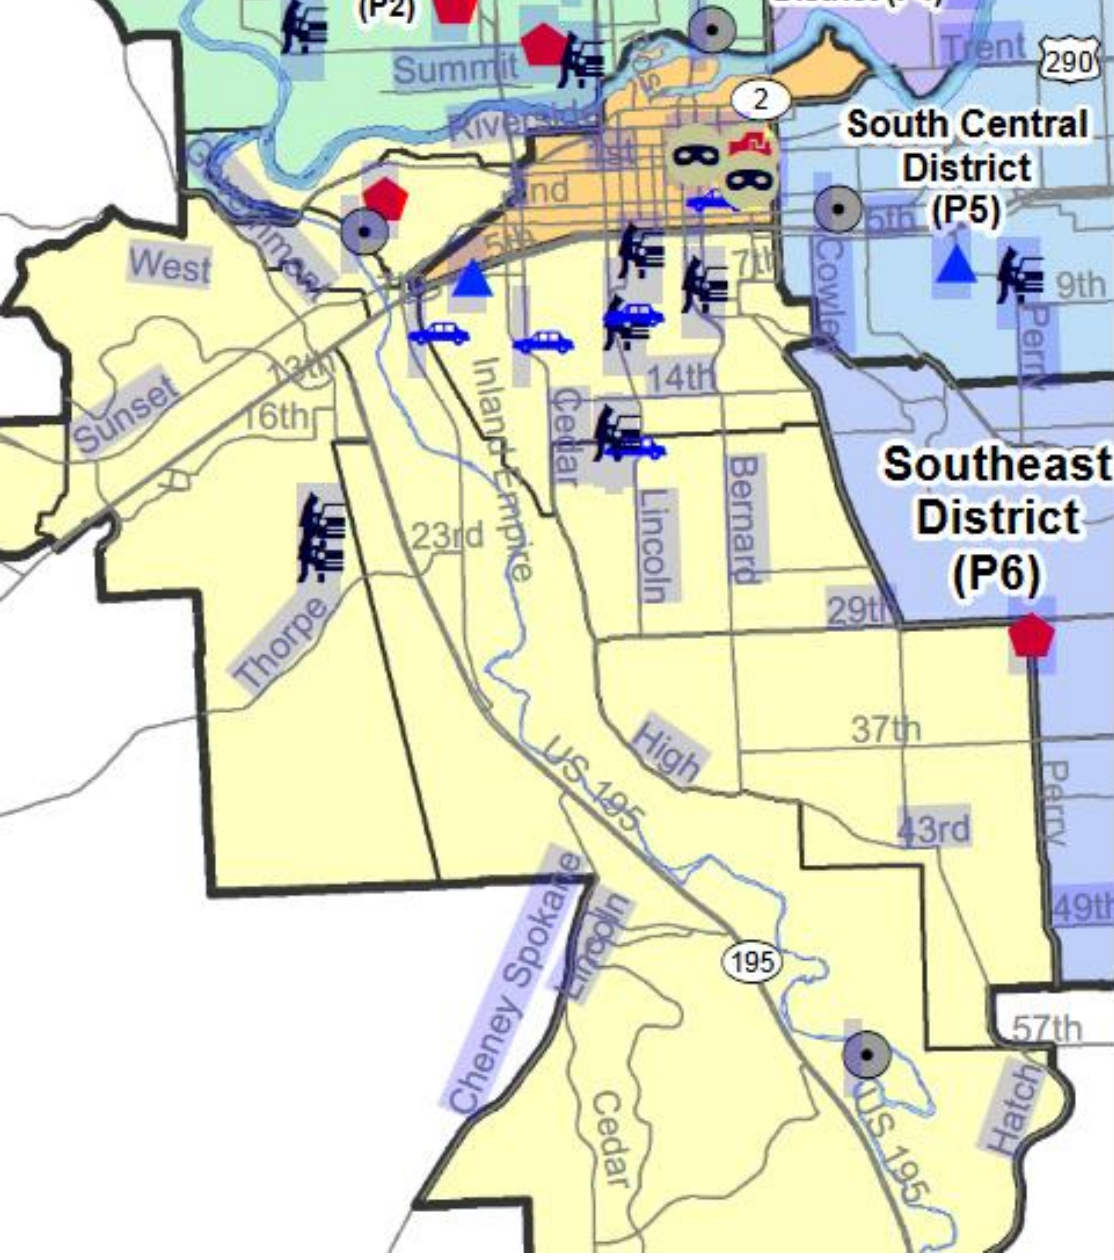 (P2)
Trent
290
Summit
2
South Central
District
(P5)
Riverside
1st
2nd
5th
5th
West
7th
Cowley
9th
Perry
13th
14th
Sunset
16th
Inland Empire
Cedar
Southeast
District
(P6)
Lincoln
Bernard
23rd
29th
Thorpe
High
37th
US 195
Perry
43rd
49th
Cheney Spokane
Lincoln
195
57th
Hatch
Cedar
US 195